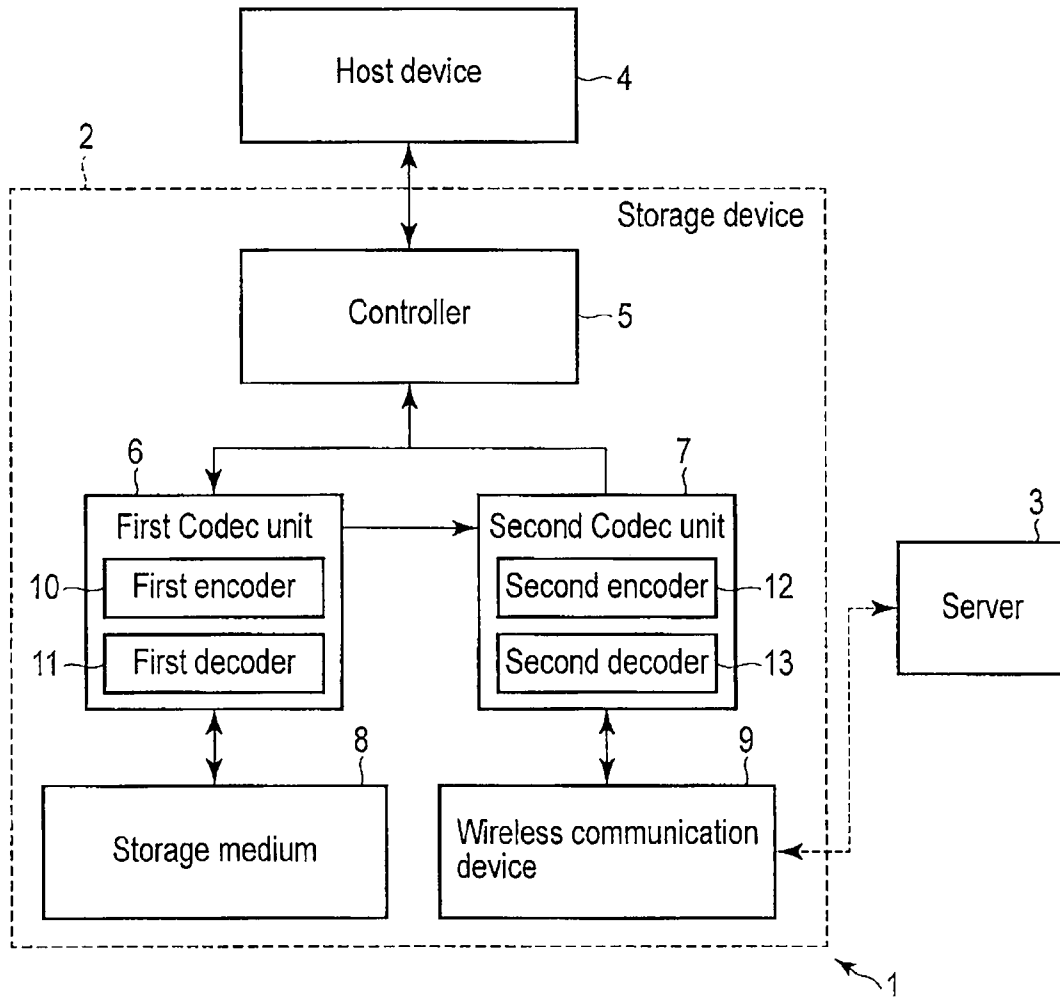 Host device
4
2
Storage device
Controller
5
6
7
First Codec unit
Second Codec unit
3
10
First encoder
Second encoder
12
Server
11
First decoder
Second decoder
13
8
9
Storage medium
Wireless communication
device
1